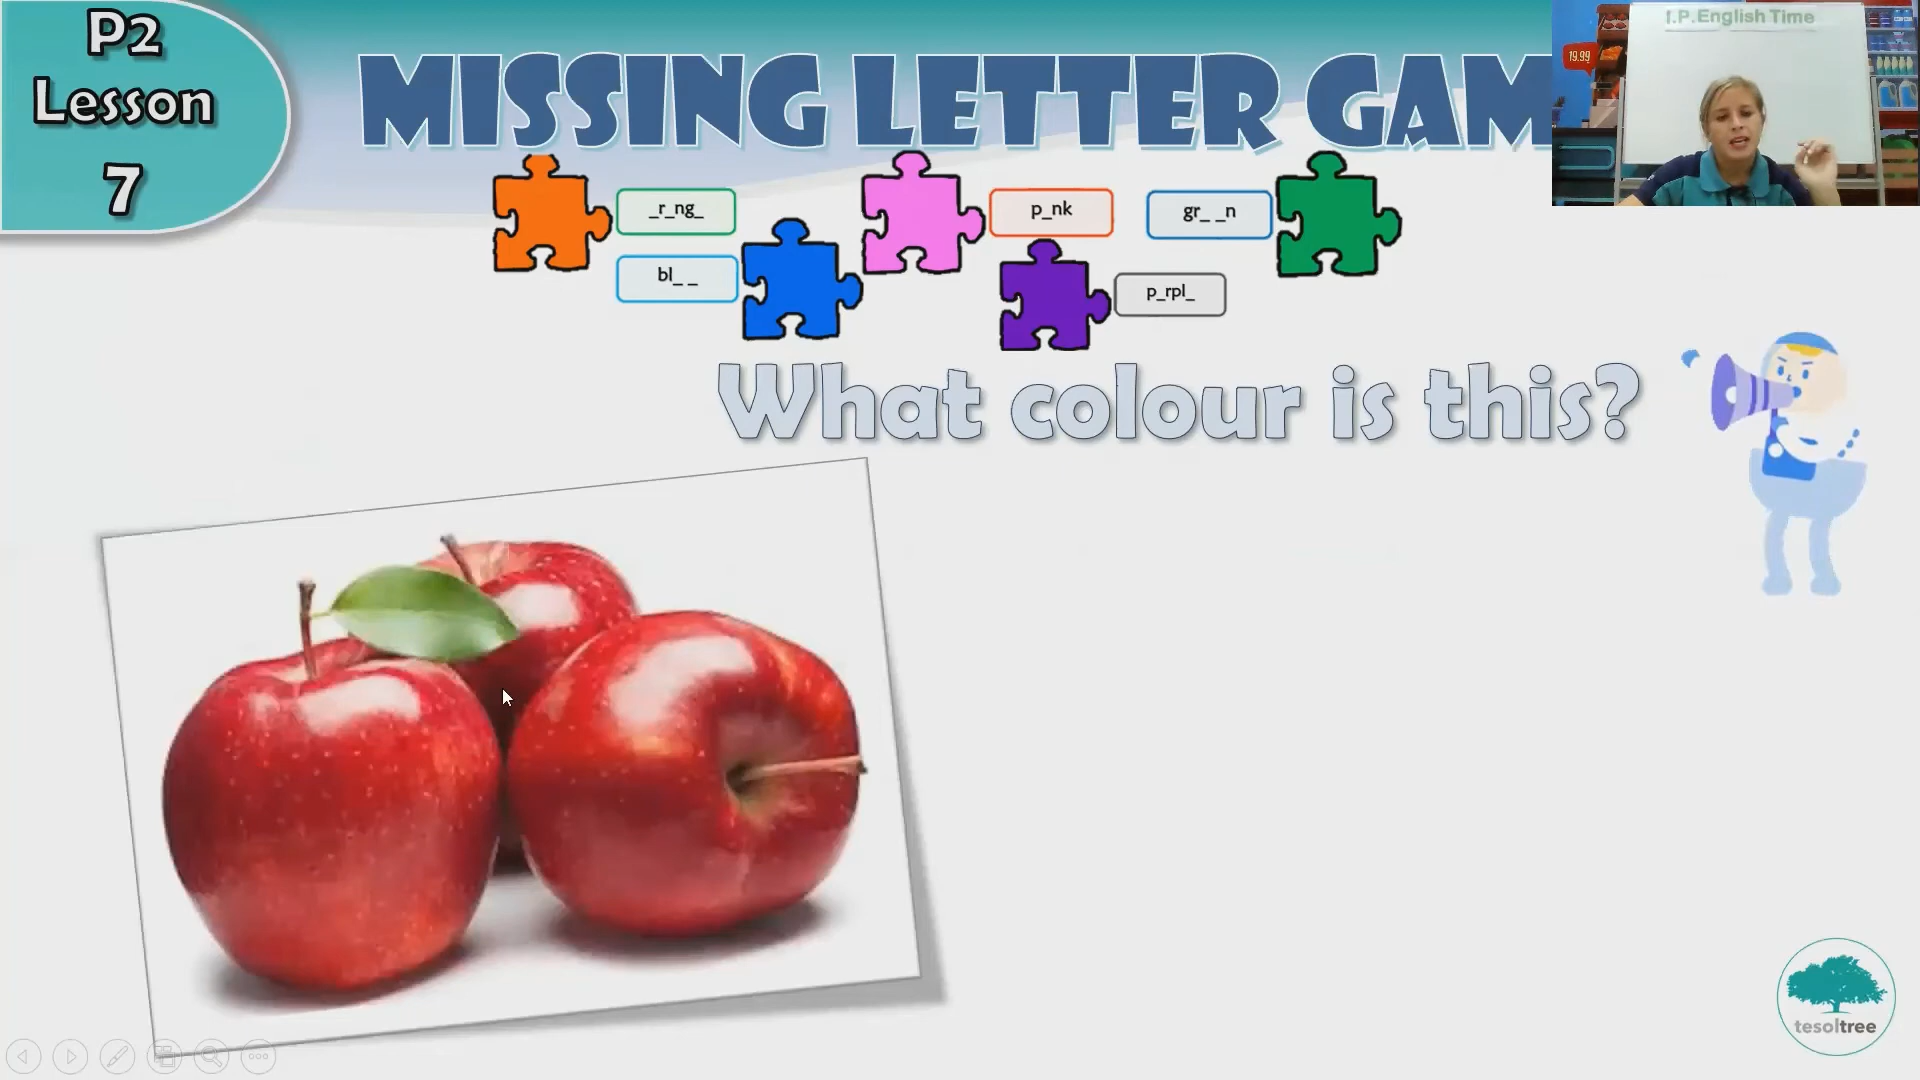 P2
Lesson
7
MISSING LETTER GAM
19.99
I.P.English Time
_r_ng_
p_nk
gr_ _n
bl_ _
p_rpl_
What colour is this?
tesoltree